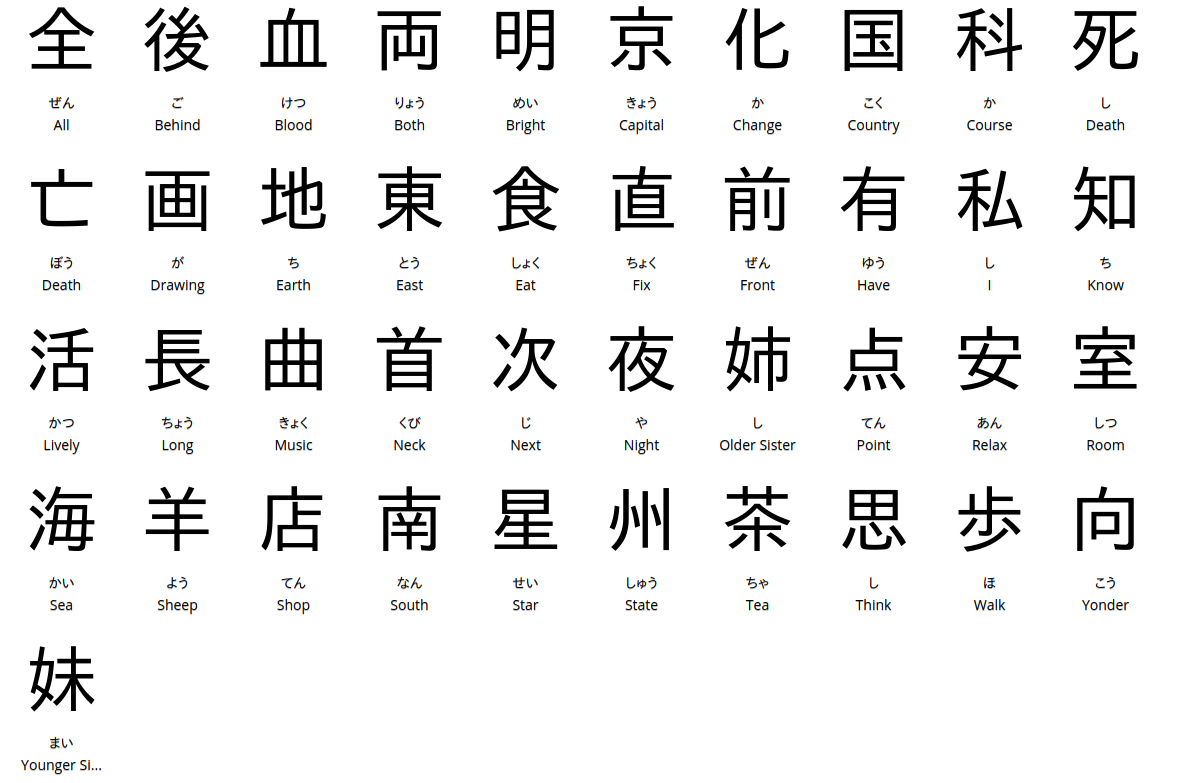 全 後 血 両 明 京 化 国 科 死
ぜん ご けつ りょう めい きょう か こく か し
All Behind Blood Both Bright Capital Change Country Course Death
亡 画 地 東 食 直 前 有 私 知
ぼう が ち とう しょく ちょく ぜん ゆう し ち
Death Drawing Earth East Eat Fix Front Have I Know
活 長 曲 首 次 夜 姉 点 安 室
かつ ちょう きょく くび じ や し てん あん しつ
Lively Long Music Neck Next Night Older Sister Point Relax Room
海 羊 店 南 星 州 茶 思 歩 向
かい よう てん なん せい しゅう ちゃ し ほ こう
Sea Sheep Shop South Star State Tea Think Walk Yonder
妹
まい
Younger Si...